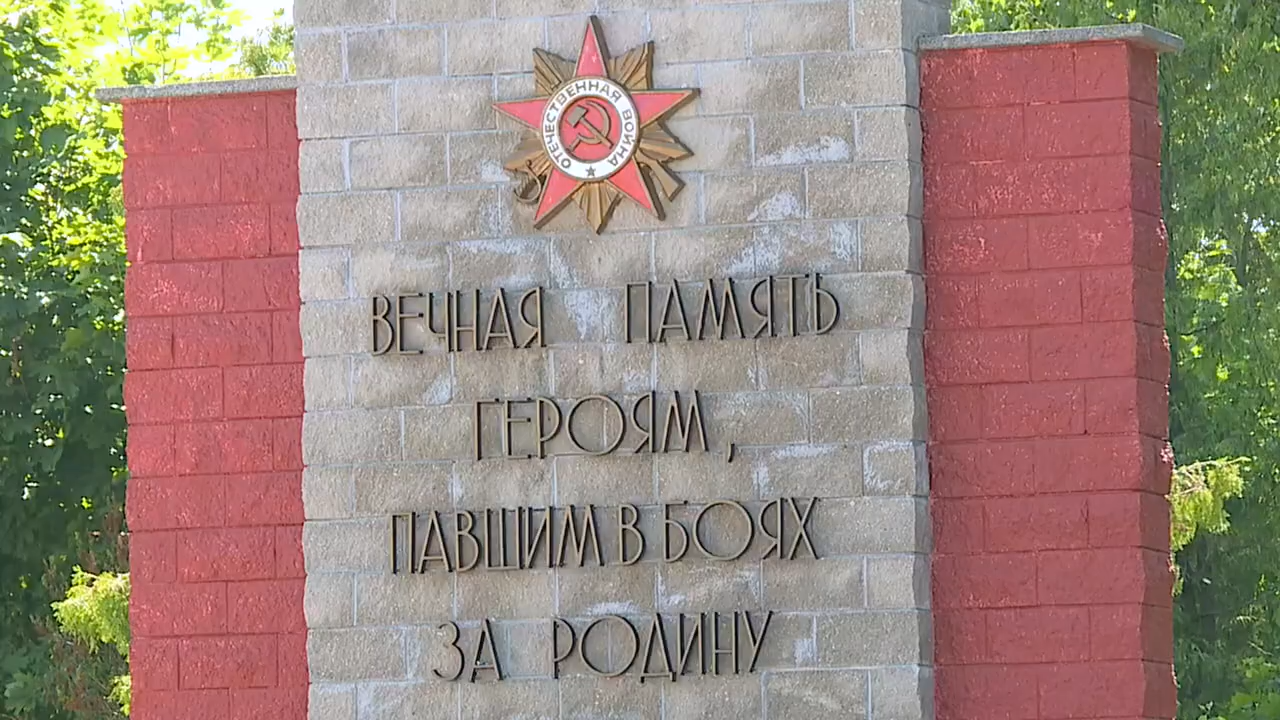 ОТЕЧЕСТВЕННАЯ ВОЙНА
ВЕЧНАЯ ПАМЯТЬ
ГЕРОЯМ,
ПАВШИМ В БОЯХ
ЗА РОДИНУ